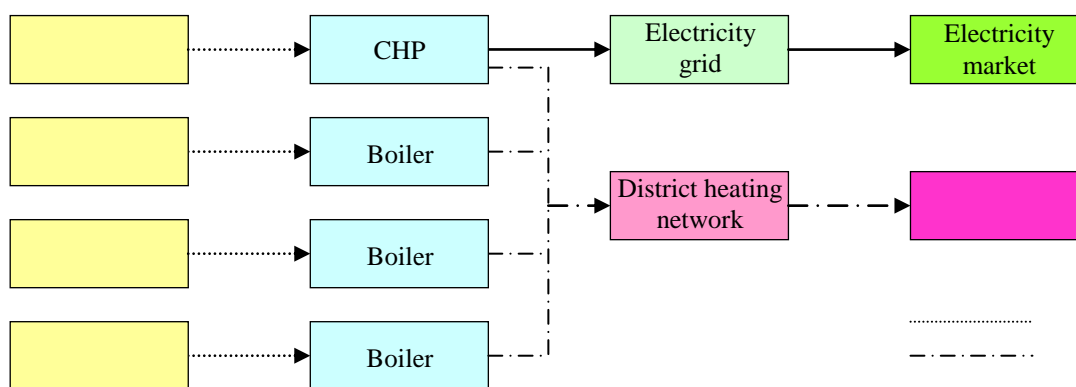 CHP
Electricity
grid
Electricity
market
Boiler
District heating
network
Boiler
Boiler